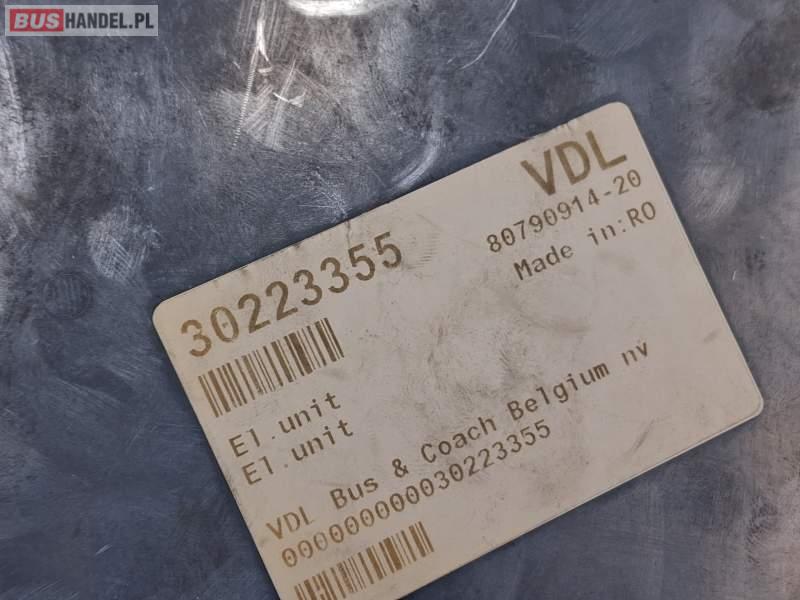 BUSHANDEL.PL
VDL
80790914-20
Made in:RO
30223355
El.unit
El.unit
VDL Bus & Coach Belgium nv
000000000030223355